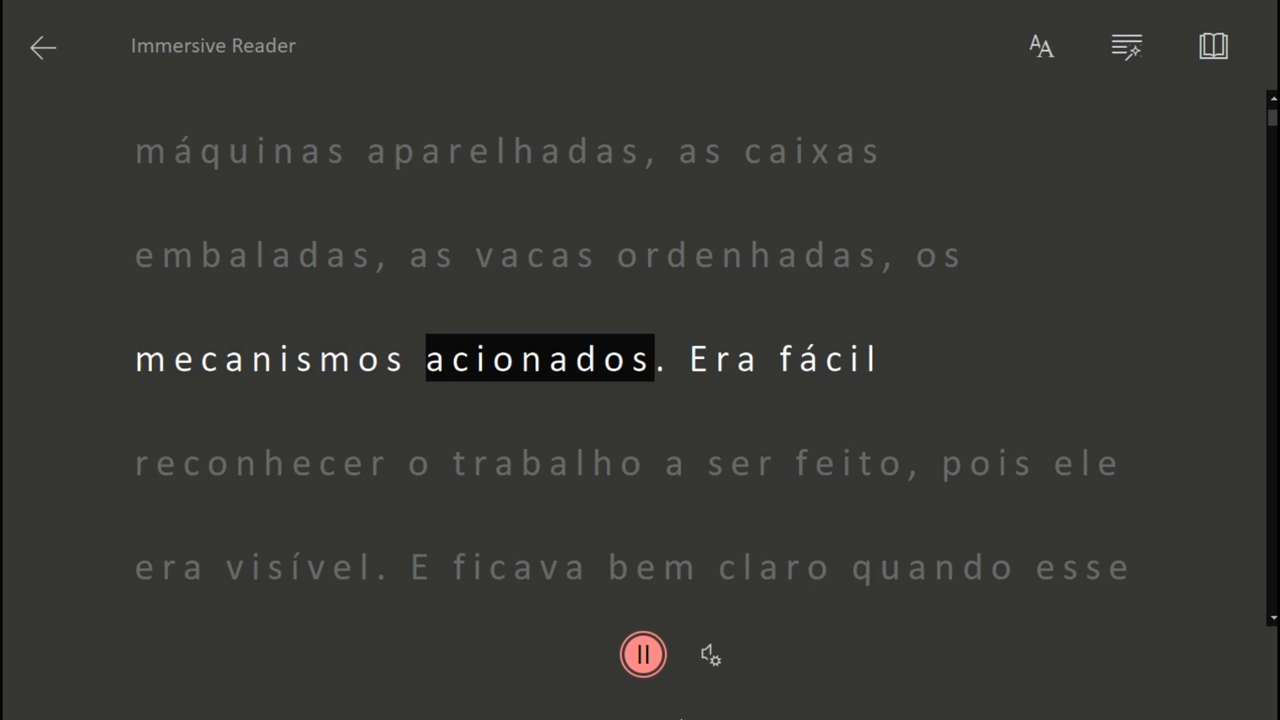 Immersive Reader
máquinas aparelhadas, as caixas
embaladas, as vacas ordenhadas, os
mecanismos acionados. Era fácil
reconhecer o trabalho a ser feito, pois ele
era visível. E ficava bem claro quando esse